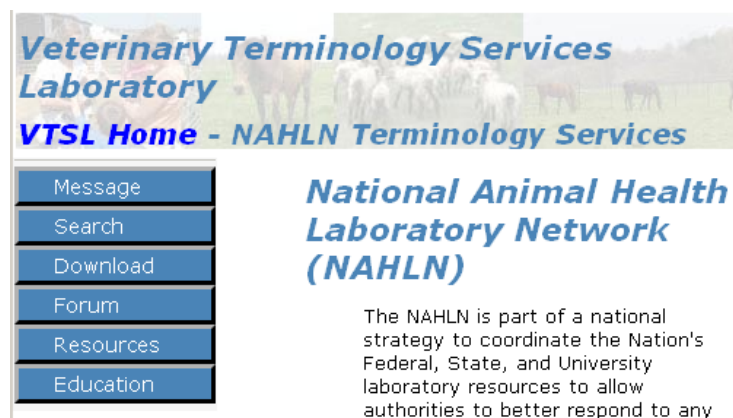 Veterinary Terminology Services
Laboratory
VTSL Home - NAHLN Terminology Services
Message
Search
Download
Forum
Resources
Education
National Animal Health
Laboratory Network
(NAHLN)
The NAHLN is part of a national
strategy to coordinate the Nation's
Federal, State, and University
laboratory resources to allow
authorities to better respond to any